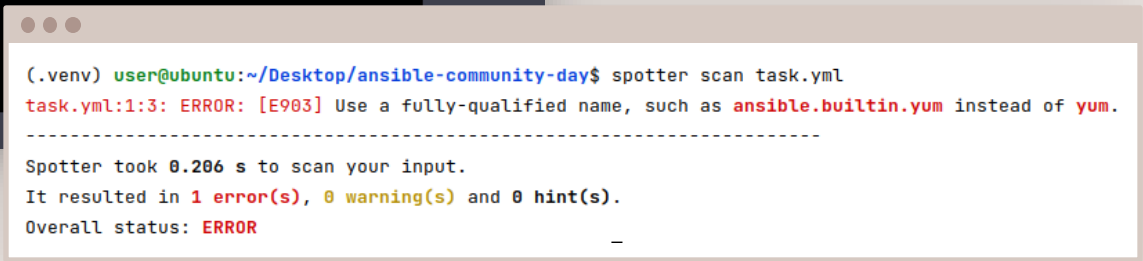 (.venv) user@ubuntu:~/Desktop/ansible-community-day$ spotter scan task.yml
task.yml:1:3: ERROR: [E903] Use a fully-qualified name, such as ansible.builtin.yum instead of yum.
------------------------------------------------------------------------
Spotter took 0.206 s to scan your input.
It resulted in 1 error(s), 0 warning(s) and 0 hint(s).
Overall status: ERROR